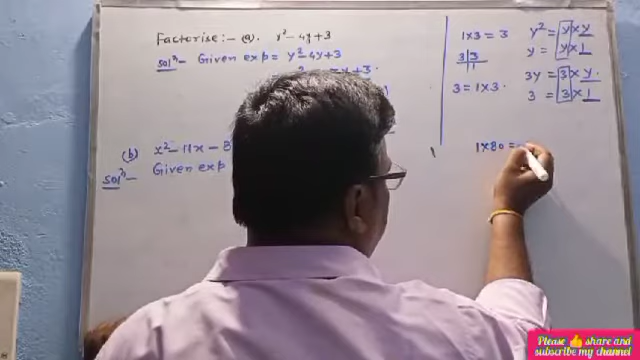 Factorise:- (a). y² - 4y + 3
Solⁿ- Given exp = y² - 4y + 3
y + 3.
(b) x² - 11x - 8
Solⁿ- Given exp
1 x 3 = 3
3 | 3
1
3 = 1 x 3.
y² = y x y
y = y x 1
3y = 3 x y.
3 = 3 x 1
1 x 80 =
Please 👍 share and
subscribe my channel